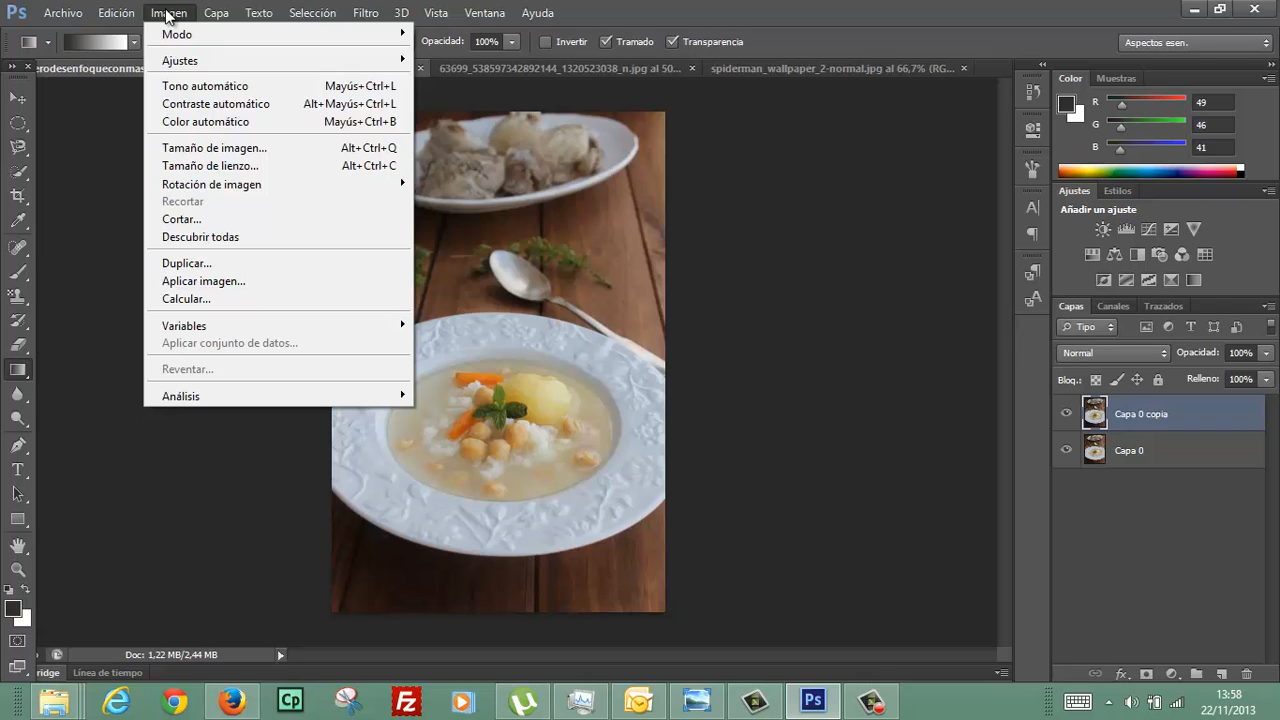 Ps Archivo Edición Imagen Capa Texto Selección Filtro 3D Vista Ventana Ayuda
Opacidad: 100% Invertir Tramado Transparencia Aspectos esen.
erodesenfoqueconmas 63699_538597342892144_1320523038_n.jpg al 50... spiderman_wallpaper_2-normal.jpg al 66,7% (RG...
Modo
Ajustes
Tono automático Mayús+Ctrl+L
Contraste automático Alt+Mayús+Ctrl+L
Color automático Mayús+Ctrl+B
Tamaño de imagen... Alt+Ctrl+Q
Tamaño de lienzo... Alt+Ctrl+C
Rotación de imagen
Recortar
Cortar...
Descubrir todas
Duplicar...
Aplicar imagen...
Calcular...
Variables
Aplicar conjunto de datos...
Reventar...
Análisis
Color Muestras
R 49
G 46
B 41
Ajustes Estilos
Añadir un ajuste
Capas Canales Trazados
Tipo
Normal Opacidad: 100%
Bloq.: Relleno: 100%
Capa 0 copia
Capa 0
Doc: 1,22 MB/2,44 MB
ridge Línea de tiempo
Cp
Fz
Ps
13:58
22/11/2013